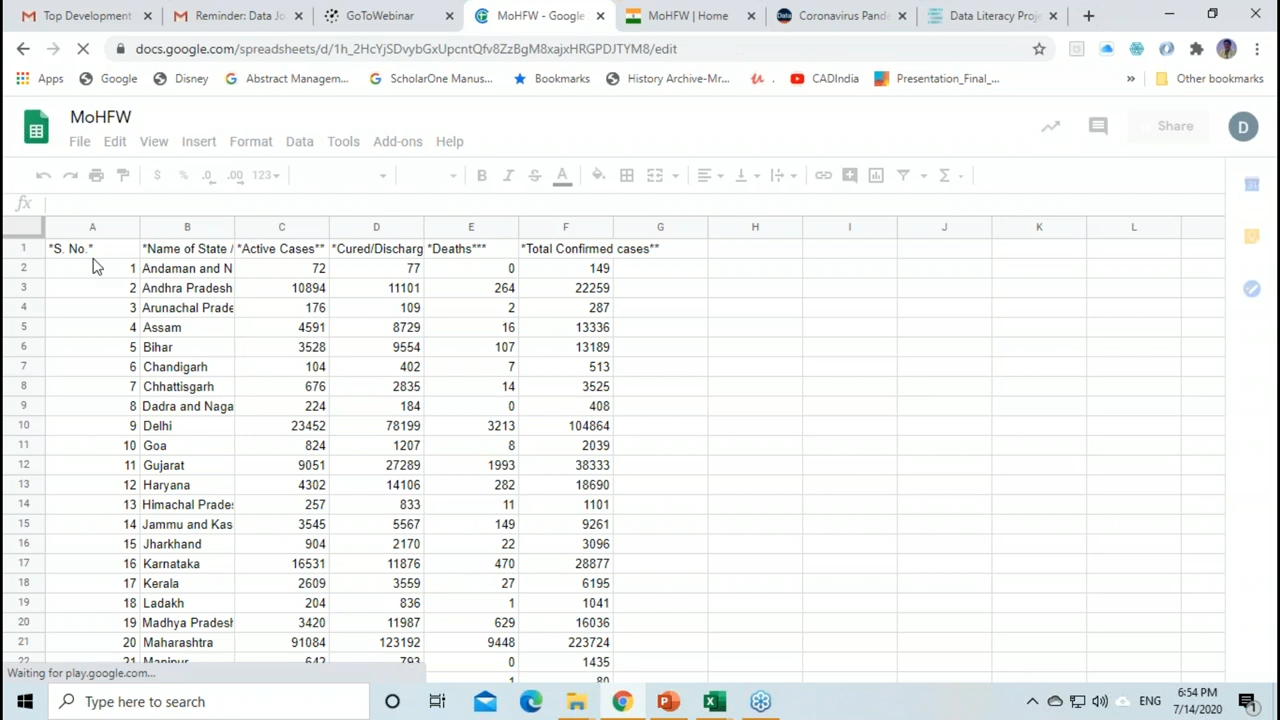 Top Development
Reminder: Data Jo
GoToWebinar
MoHFW - Google
MoHFW | Home
Coronavirus Pand
Data Literacy Proj
docs.google.com/spreadsheets/d/1h_2HcYjSDvybGxUpcntQfv8ZzBgM8xajxHRGPDJTYM8/edit
Apps Google Disney Abstract Managem... ScholarOne Manus... Bookmarks History Archive-Mr... CADIndia Presentation_Final_... » Other bookmarks
MoHFW
File Edit View Insert Format Data Tools Add-ons Help
Share
D
$ % .0 .00 123
B I S A
fx
A B C D E F G H I J K L
1 *S. No.* *Name of State / *Active Cases** *Cured/Discharg *Deaths*** *Total Confirmed cases**
2 1 Andaman and N 72 77 0 149
3 2 Andhra Pradesh 10894 11101 264 22259
4 3 Arunachal Prade 176 109 2 287
5 4 Assam 4591 8729 16 13336
6 5 Bihar 3528 9554 107 13189
7 6 Chandigarh 104 402 7 513
8 7 Chhattisgarh 676 2835 14 3525
9 8 Dadra and Naga 224 184 0 408
10 9 Delhi 23452 78199 3213 104864
11 10 Goa 824 1207 8 2039
12 11 Gujarat 9051 27289 1993 38333
13 12 Haryana 4302 14106 282 18690
14 13 Himachal Prades 257 833 11 1101
15 14 Jammu and Kas 3545 5567 149 9261
16 15 Jharkhand 904 2170 22 3096
17 16 Karnataka 16531 11876 470 28877
18 17 Kerala 2609 3559 27 6195
19 18 Ladakh 204 836 1 1041
20 19 Madhya Pradesh 3420 11987 629 16036
21 20 Maharashtra 91084 123192 9448 223724
22 21 Manipur 642 793 0 1435
1 80
Waiting for play.google.com...
Type here to search
ENG
6:54 PM
7/14/2020